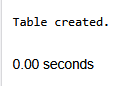 Table created.
0.00 seconds